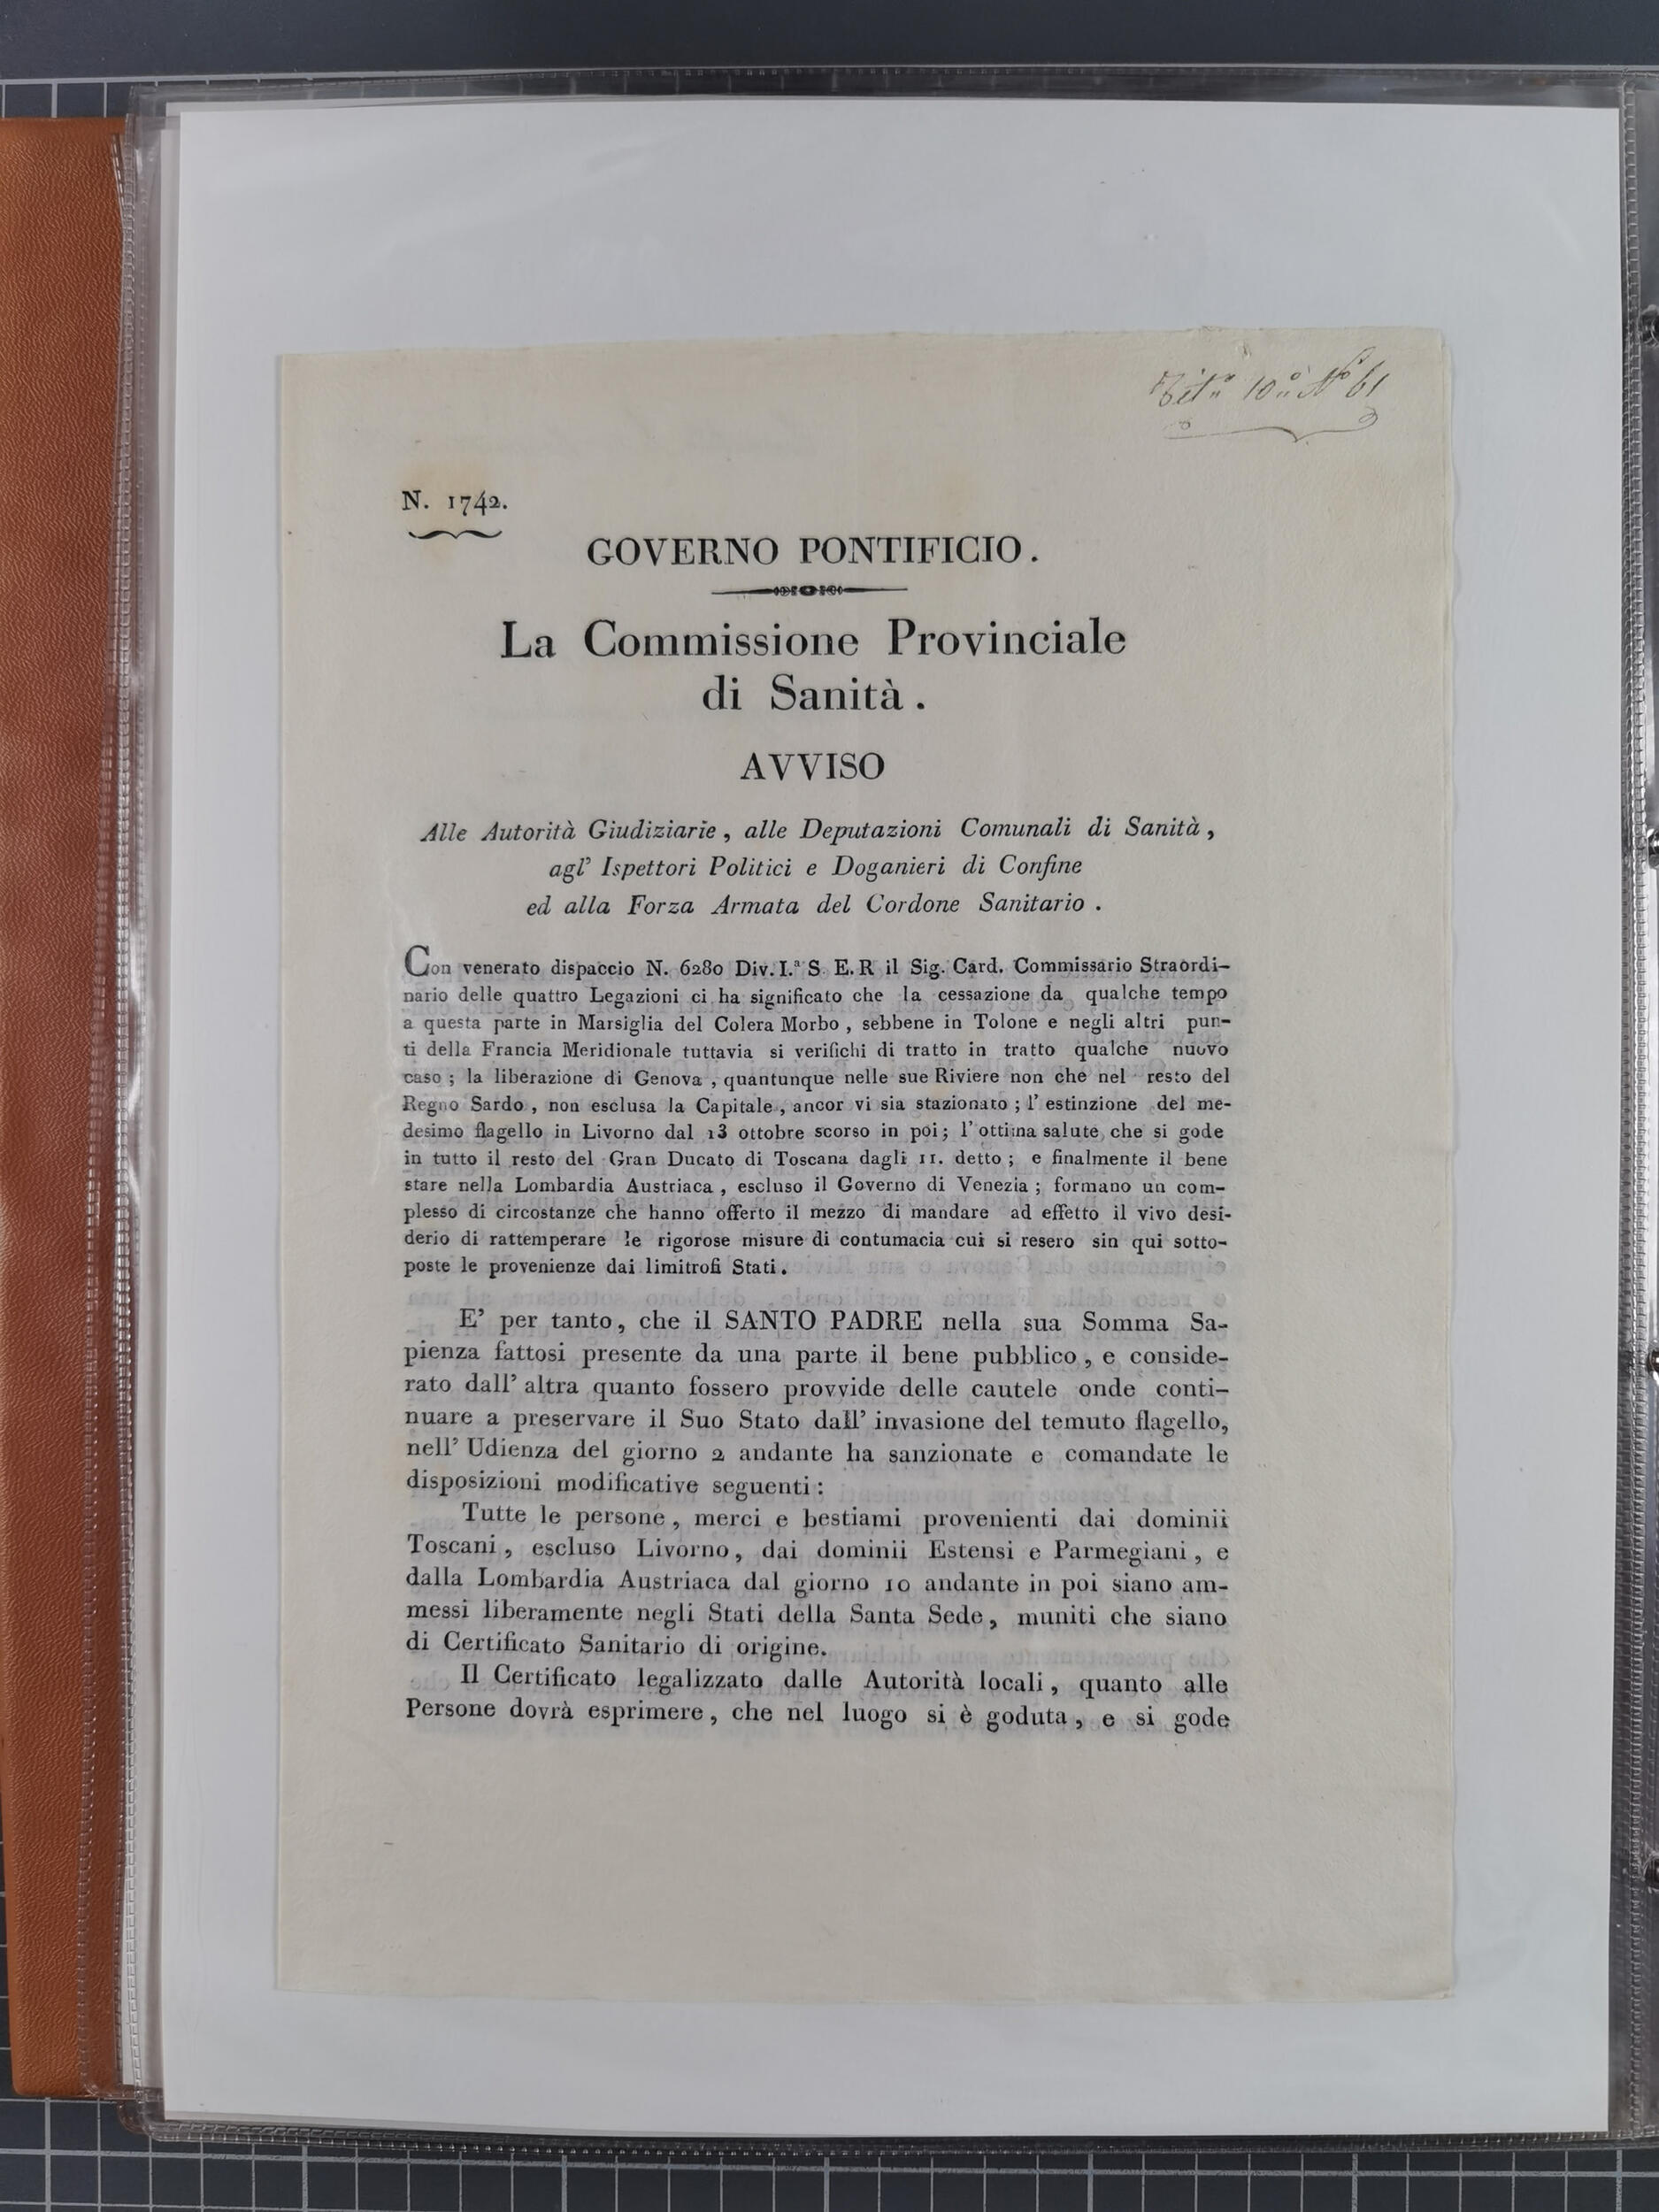 Tit.º 10.º Nº 61
N. 1742.
GOVERNO PONTIFICIO.
La Commissione Provinciale
di Sanità.
AVVISO
Alle Autorità Giudiziarie, alle Deputazioni Comunali di Sanità,
agl' Ispettori Politici e Doganieri di Confine
ed alla Forza Armata del Cordone Sanitario.
Con venerato dispaccio N. 6280 Div. I.ª S. E. R il Sig. Card. Commissario Straordi-
nario delle quattro Legazioni ci ha significato che la cessazione da qualche tempo
a questa parte in Marsiglia del Colera Morbo, sebbene in Tolone e negli altri pun-
ti della Francia Meridionale tuttavia si verifichi di tratto in tratto qualche nuovo
caso; la liberazione di Genova, quantunque nelle sue Riviere non che nel resto del
Regno Sardo, non esclusa la Capitale, ancor vi sia stazionato; l' estinzione del me-
desimo flagello in Livorno dal 13 ottobre scorso in poi; l' ottima salute che si gode
in tutto il resto del Gran Ducato di Toscana dagli 11. detto; e finalmente il bene
stare nella Lombardia Austriaca, escluso il Governo di Venezia; formano un com-
plesso di circostanze che hanno offerto il mezzo di mandare ad effetto il vivo desi-
derio di rattemperare le rigorose misure di contumacia cui si resero sin qui sotto-
poste le provenienze dai limitrofi Stati.
E' per tanto, che il SANTO PADRE nella sua Somma Sa-
pienza fattosi presente da una parte il bene pubblico, e conside-
rato dall' altra quanto fossero provvide delle cautele onde conti-
nuare a preservare il Suo Stato dall' invasione del temuto flagello,
nell' Udienza del giorno 2 andante ha sanzionate e comandate le
disposizioni modificative seguenti:
Tutte le persone, merci e bestiami provenienti dai dominii
Toscani, escluso Livorno, dai dominii Estensi e Parmegiani, e
dalla Lombardia Austriaca dal giorno 10 andante in poi siano am-
messi liberamente negli Stati della Santa Sede, muniti che siano
di Certificato Sanitario di origine.
Il Certificato legalizzato dalle Autorità locali, quanto alle
Persone dovrà esprimere, che nel luogo si è goduta, e si gode